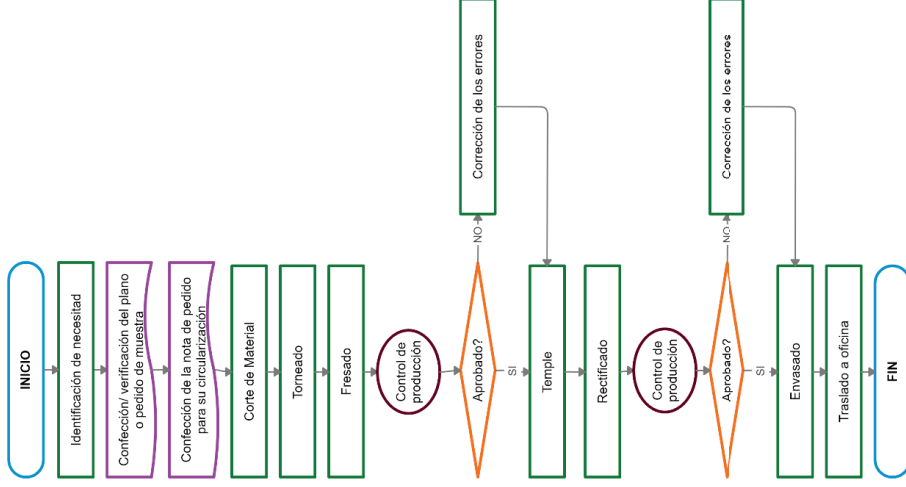 INICIO
Identificación de necesitad
Confección/ verificación del plano
o pedido de muestra
Confección de la nota de pedido
para su circularización
Corte de Material
Torneado
Fresado
Control de
producción
Aprobado?
NO
Corrección de los errores
SI
Temple
Rectificado
Control de
producción
Aprobado?
NO
Corrección de los errores
SI
Envasado
Traslado a oficina
FIN